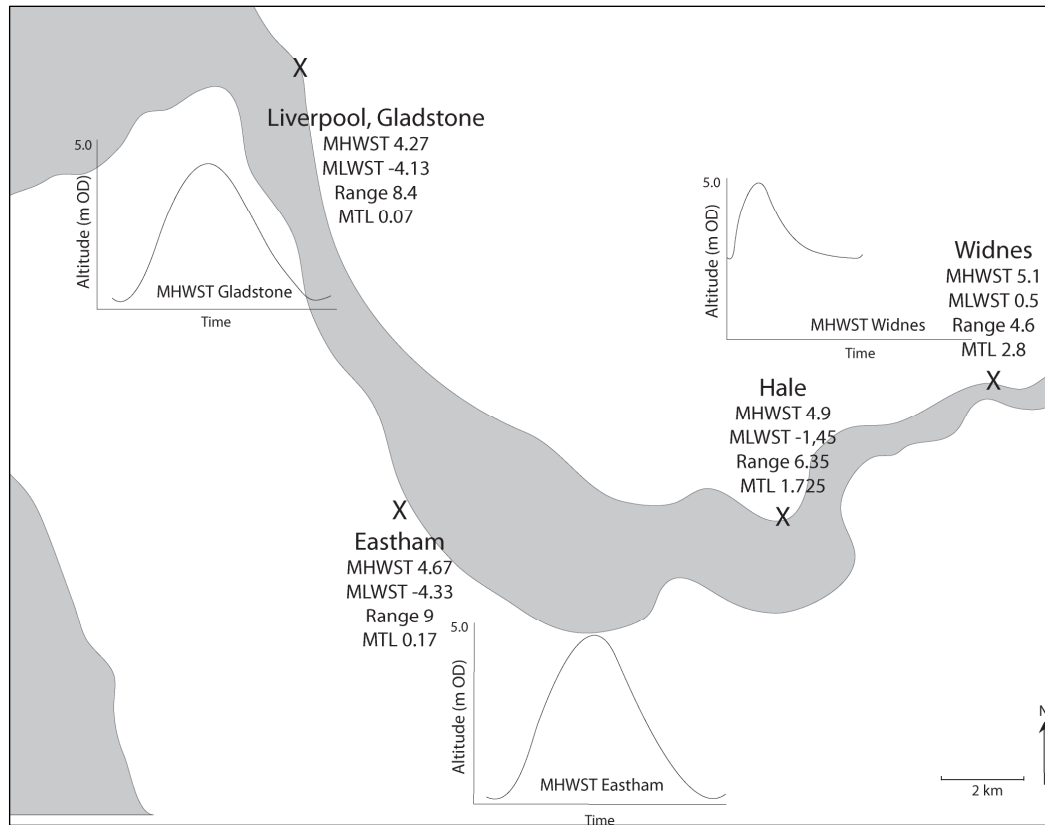 Liverpool, Gladstone
MHWST 4.27
MLWST -4.13
Range 8.4
MTL 0.07
5.0
Altitude (m OD)
MHWST Gladstone
Time
5.0
Altitude (m OD)
MHWST Widnes
Time
Widnes
MHWST 5.1
MLWST 0.5
Range 4.6
MTL 2.8
Hale
MHWST 4.9
MLWST -1,45
Range 6.35
MTL 1.725
Eastham
MHWST 4.67
MLWST -4.33
Range 9
MTL 0.17
5.0
Altitude (m OD)
MHWST Eastham
Time
N
2 km